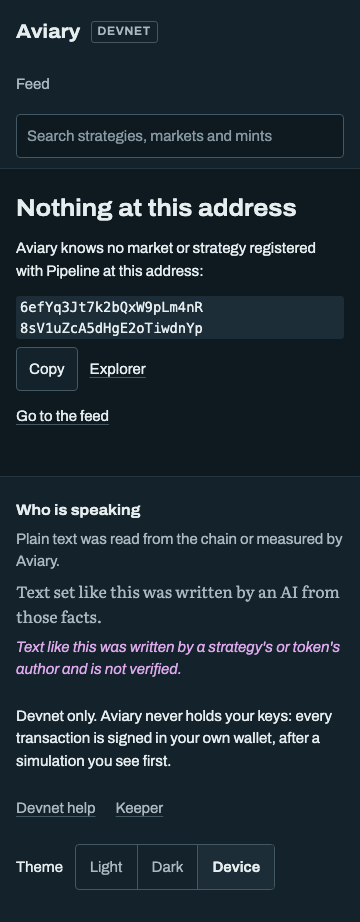 Aviary DEVNET
Feed
Search strategies, markets and mints
Nothing at this address
Aviary knows no market or strategy registered
with Pipeline at this address:
6efYq3Jt7k2bQxW9pLm4nR
8sV1uZcA5dHgE2oTiwdnYp
Copy Explorer
Go to the feed
Who is speaking
Plain text was read from the chain or measured by
Aviary.
Text set like this was written by an AI from
those facts.
Text like this was written by a strategy's or token's
author and is not verified.
Devnet only. Aviary never holds your keys: every
transaction is signed in your own wallet, after a
simulation you see first.
Devnet help Keeper
Theme Light Dark Device